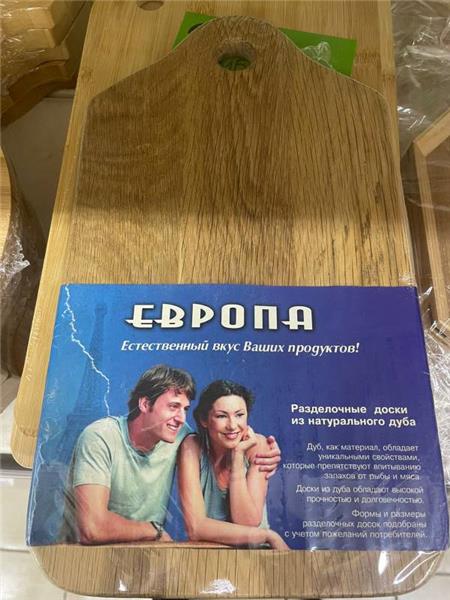 ЕВРОПА
Естественный вкус Ваших продуктов!
Разделочные доски
из натурального дуба
Дуб, как материал, обладает
уникальными свойствами,
которые препятствуют впитыванию
запахов от рыбы и мяса.
Доски из дуба обладают высокой
прочностью и долговечностью.
Формы и размеры
разделочных досок подобраны
с учетом пожеланий потребителей.